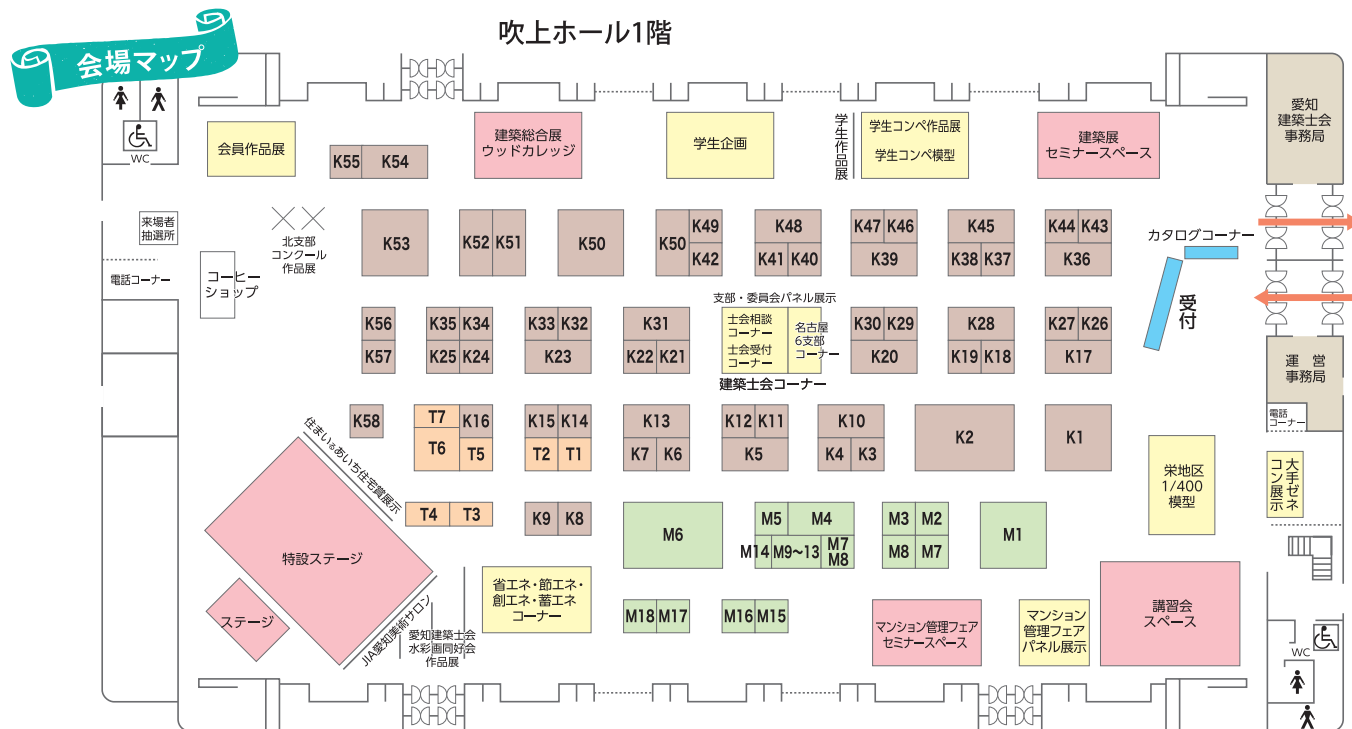 吹上ホール1階
会場マップ
WC
会員作品展
K55
K54
建築総合展
ウッドカレッジ
学生企画
学生作品展
学生コンペ作品展
学生コンペ模型
建築展
セミナースペース
愛知
建築士会
事務局
来場者
抽選所
電話コーナー
コーヒー
ショップ
北支部
コンクール
作品展
K53
K52
K51
K50
K50
K49
K42
K48
K41
K40
K47
K46
K39
K45
K38
K37
K44
K43
K36
カタログコーナー
受付
支部・委員会パネル展示
K56
K57
K35
K34
K25
K24
K33
K32
K23
K31
K22
K21
士会相談
コーナー
士会受付
コーナー
名古屋
6支部
コーナー
建築士会コーナー
K30
K29
K20
K28
K19
K18
K27
K26
K17
運 営
事務局
電話
コーナー
K58
T7
K16
T6
T5
K15
K14
T2
T1
K13
K7
K6
K12
K11
K5
K10
K4
K3
K2
K1
栄地区
1/400
模型
大手ゼネ
コン展示
住まいるあいち住宅賞展示
特設ステージ
ステージ
JIA愛知美術サロン
T4
T3
K9
K8
M6
M5
M4
M14
M9〜13
M7
M8
M3
M2
M8
M7
M1
省エネ・節エネ・
創エネ・蓄エネ
コーナー
愛知建築士会
水彩画同好会
作品展
M18
M17
M16
M15
マンション管理フェア
セミナースペース
マンション
管理フェア
パネル展示
講習会
スペース
WC